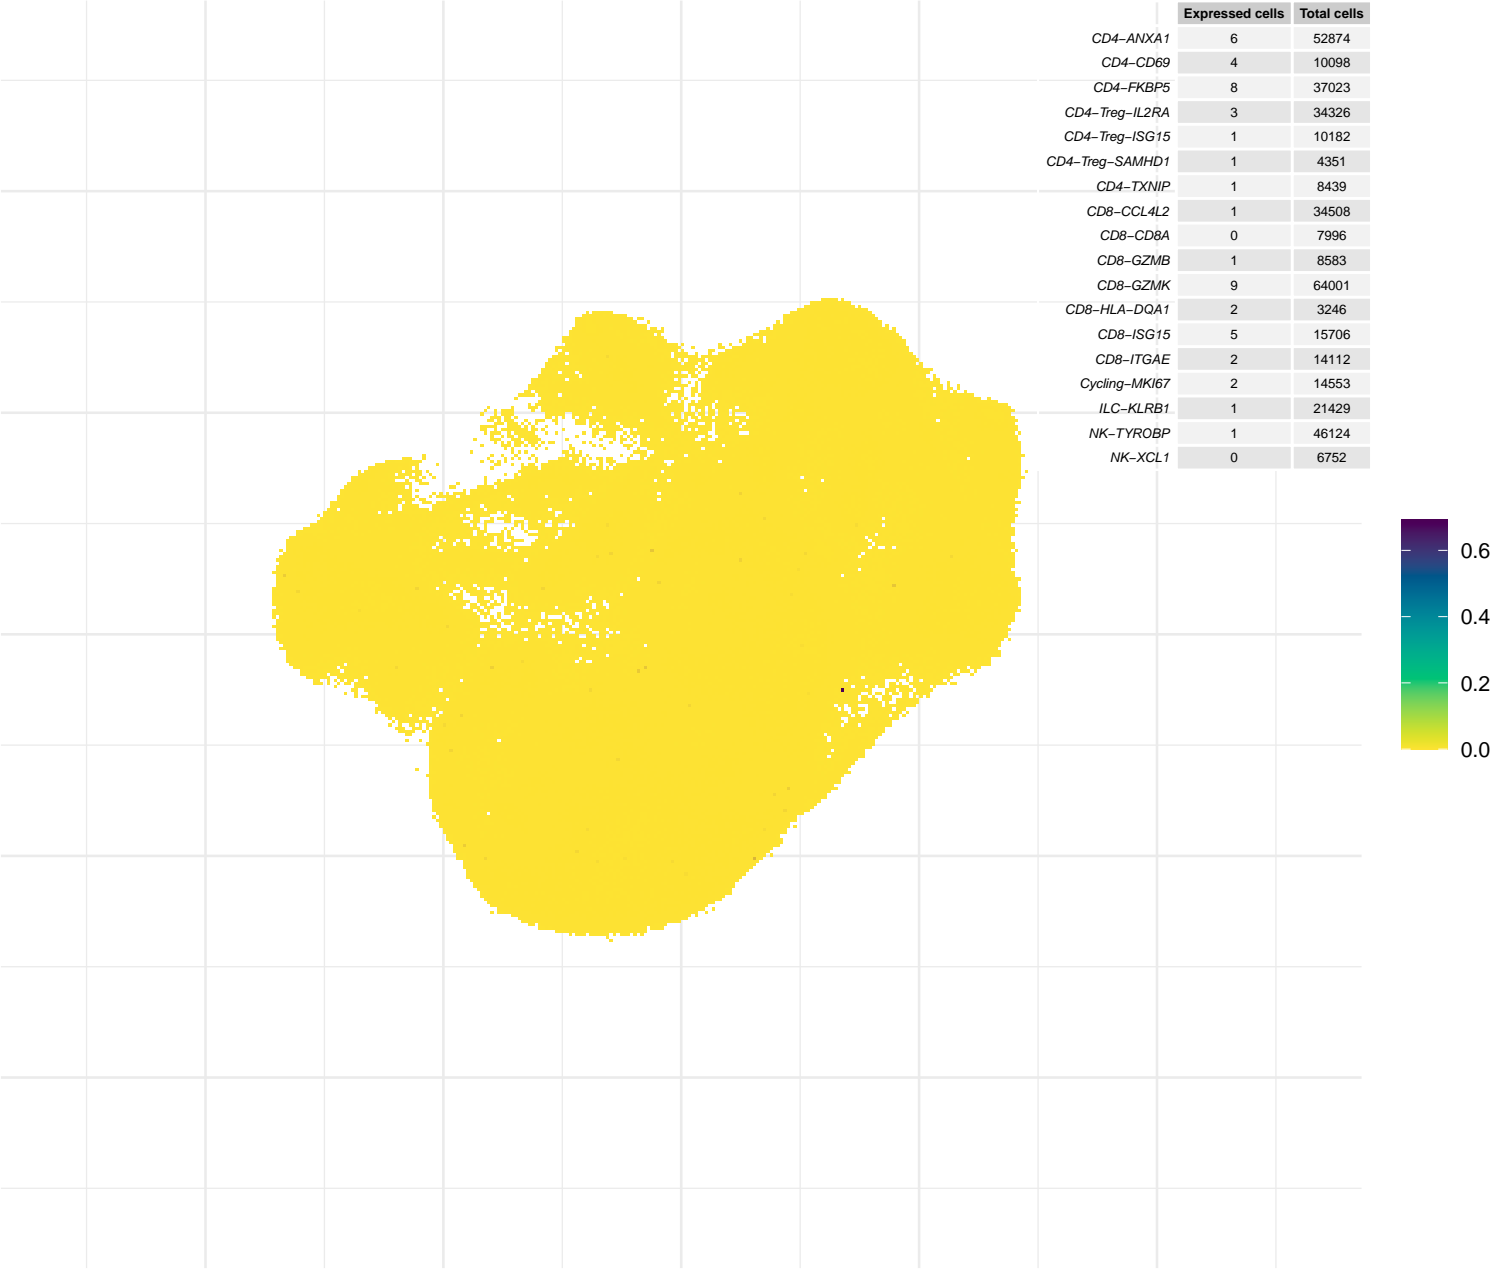 Expressed cells Total cells
CD4−ANXA1 6 52874
CD4−CD69 4 10098
CD4−FKBP5 8 37023
CD4−Treg−IL2RA 3 34326
CD4−Treg−ISG15 1 10182
CD4−Treg−SAMHD1 1 4351
CD4−TXNIP 1 8439
CD8−CCL4L2 1 34508
CD8−CD8A 0 7996
CD8−GZMB 1 8583
CD8−GZMK 9 64001
CD8−HLA−DQA1 2 3246
CD8−ISG15 5 15706
CD8−ITGAE 2 14112
Cycling−MKI67 2 14553
ILC−KLRB1 1 21429
NK−TYROBP 1 46124
NK−XCL1 0 6752
0.6
0.4
0.2
0.0